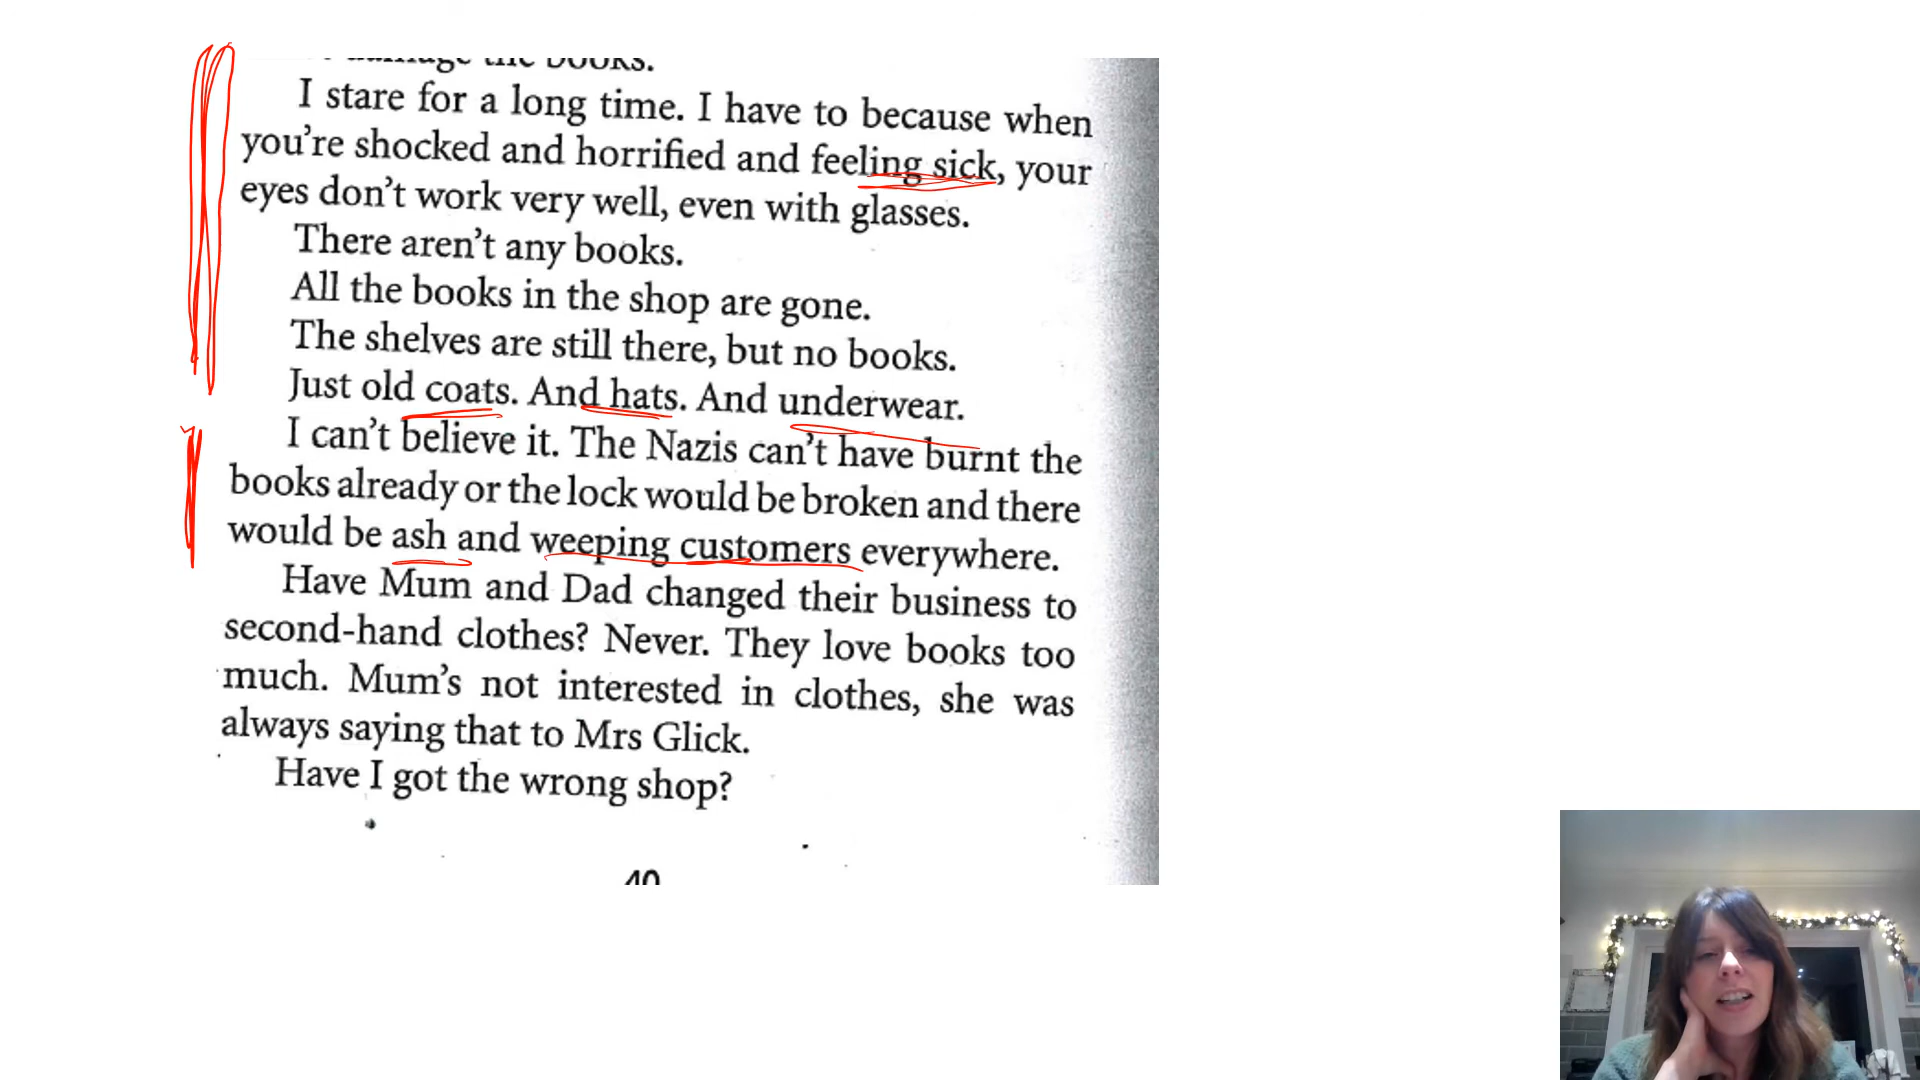 damage the books.
I stare for a long time. I have to because when
you’re shocked and horrified and feeling sick, your
eyes don’t work very well, even with glasses.
There aren’t any books.
All the books in the shop are gone.
The shelves are still there, but no books.
Just old coats. And hats. And underwear.
I can’t believe it. The Nazis can’t have burnt the
books already or the lock would be broken and there
would be ash and weeping customers everywhere.
Have Mum and Dad changed their business to
second-hand clothes? Never. They love books too
much. Mum’s not interested in clothes, she was
always saying that to Mrs Glick.
Have I got the wrong shop?
40